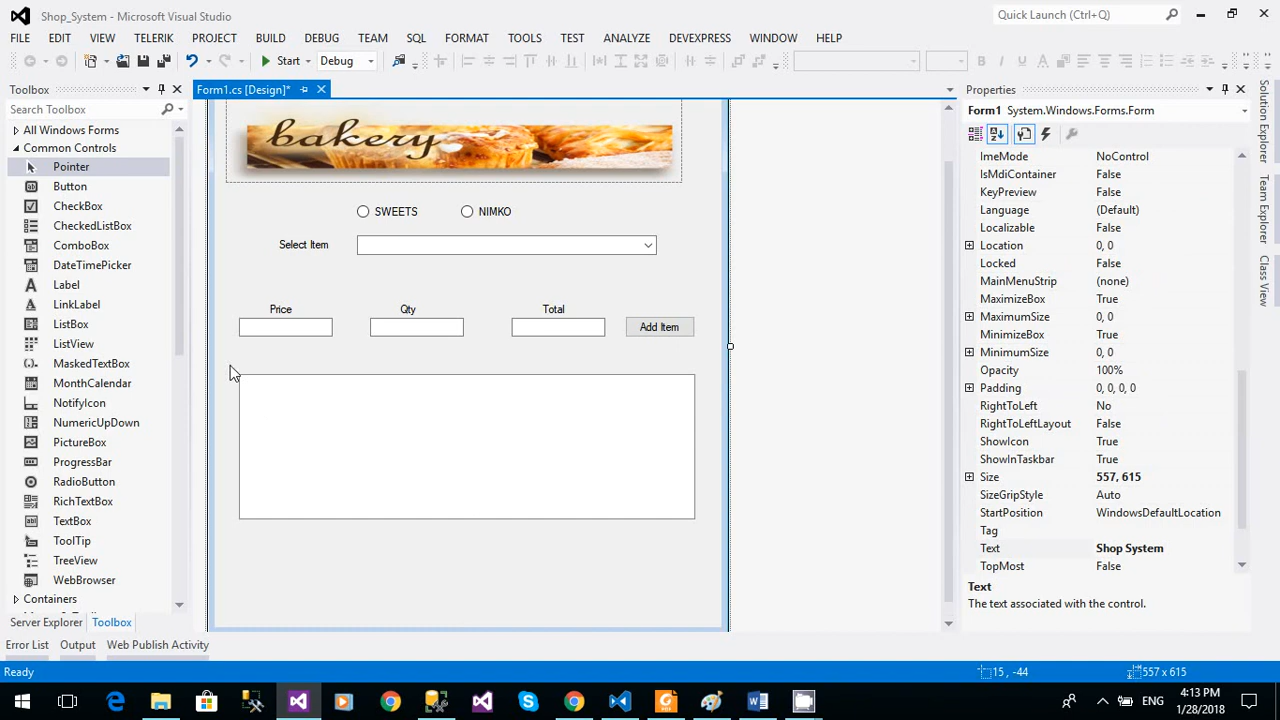 Shop_System - Microsoft Visual Studio
Quick Launch (Ctrl+Q)
FILE EDIT VIEW TELERIK PROJECT BUILD DEBUG TEAM SQL FORMAT TOOLS TEST ANALYZE DEVEXPRESS WINDOW HELP
Start Debug
Toolbox
Form1.cs [Design]*
Properties
Search Toolbox
Form1 System.Windows.Forms.Form
All Windows Forms
Common Controls
Pointer
Button
CheckBox
CheckedListBox
ComboBox
DateTimePicker
Label
LinkLabel
ListBox
ListView
MaskedTextBox
MonthCalendar
NotifyIcon
NumericUpDown
PictureBox
ProgressBar
RadioButton
RichTextBox
TextBox
ToolTip
TreeView
WebBrowser
Containers
Server Explorer Toolbox
bakery
SWEETS NIMKO
Select Item
Price Qty Total
Add Item
ImeMode NoControl
IsMdiContainer False
KeyPreview False
Language (Default)
Localizable False
Location 0, 0
Locked False
MainMenuStrip (none)
MaximizeBox True
MaximumSize 0, 0
MinimizeBox True
MinimumSize 0, 0
Opacity 100%
Padding 0, 0, 0, 0
RightToLeft No
RightToLeftLayout False
ShowIcon True
ShowInTaskbar True
Size 557, 615
SizeGripStyle Auto
StartPosition WindowsDefaultLocation
Tag
Text Shop System
TopMost False
Text
The text associated with the control.
Solution Explorer
Team Explorer
Class View
Error List Output Web Publish Activity
Ready
15 , -44
557 x 615
ENG
4:13 PM
1/28/2018